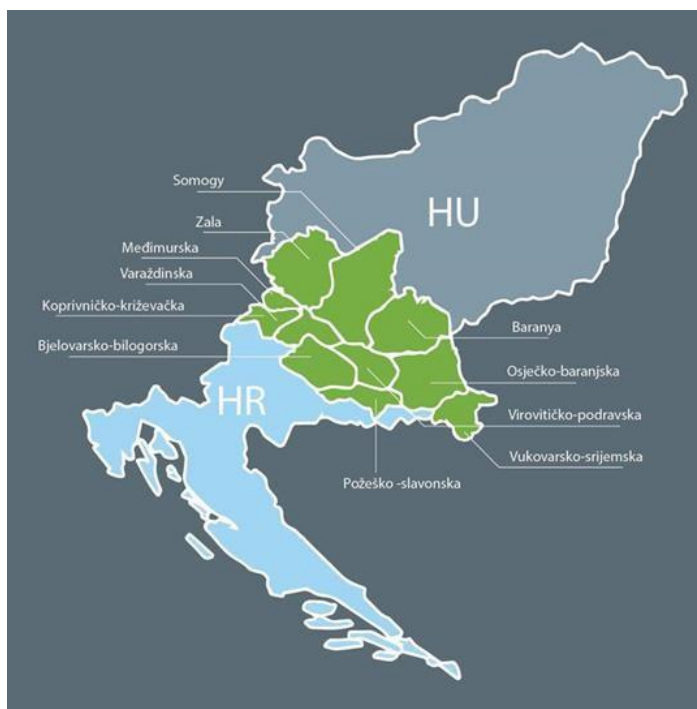 Somogy
HU
Zala
Međimurska
Varaždinska
Koprivničko-križevačka
Bjelovarsko-bilogorska
Baranya
Osječko-baranjska
HR
Virovitičko-podravska
Vukovarsko-srijemska
Požeško -slavonska